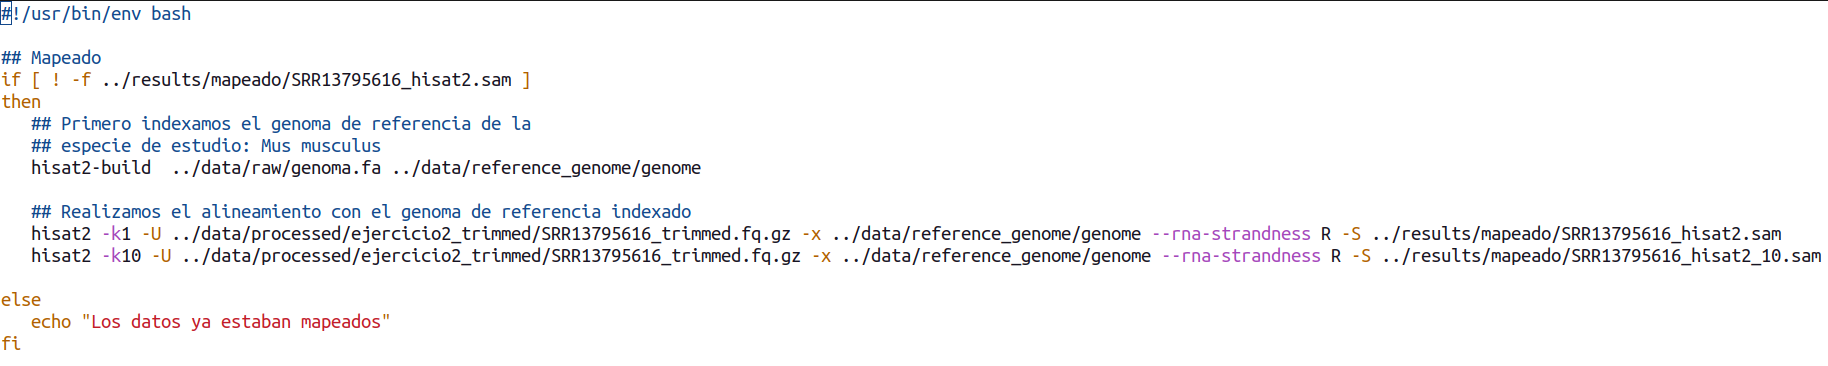 #!/usr/bin/env bash
## Mapeado
if [ ! -f ../results/mapeado/SRR13795616_hisat2.sam ]
then
## Primero indexamos el genoma de referencia de la
## especie de estudio: Mus musculus
hisat2-build  ../data/raw/genoma.fa ../data/reference_genome/genome
## Realizamos el alineamiento con el genoma de referencia indexado
hisat2 -k1 -U ../data/processed/ejercicio2_trimmed/SRR13795616_trimmed.fq.gz -x ../data/reference_genome/genome --rna-strandness R -S ../results/mapeado/SRR13795616_hisat2.sam
hisat2 -k10 -U ../data/processed/ejercicio2_trimmed/SRR13795616_trimmed.fq.gz -x ../data/reference_genome/genome --rna-strandness R -S ../results/mapeado/SRR13795616_hisat2_10.sam
else
echo "Los datos ya estaban mapeados"
fi